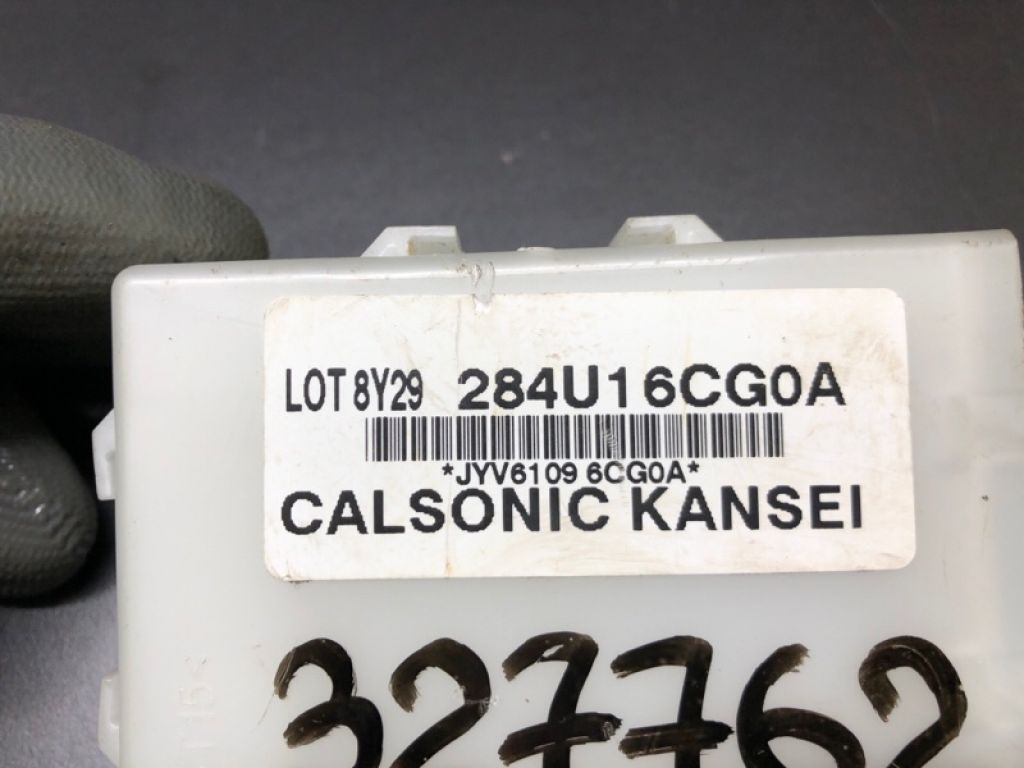 LOT 8Y29 284U16CG0A
*JYV6109 6CG0A*
CALSONIC KANSEI
327762